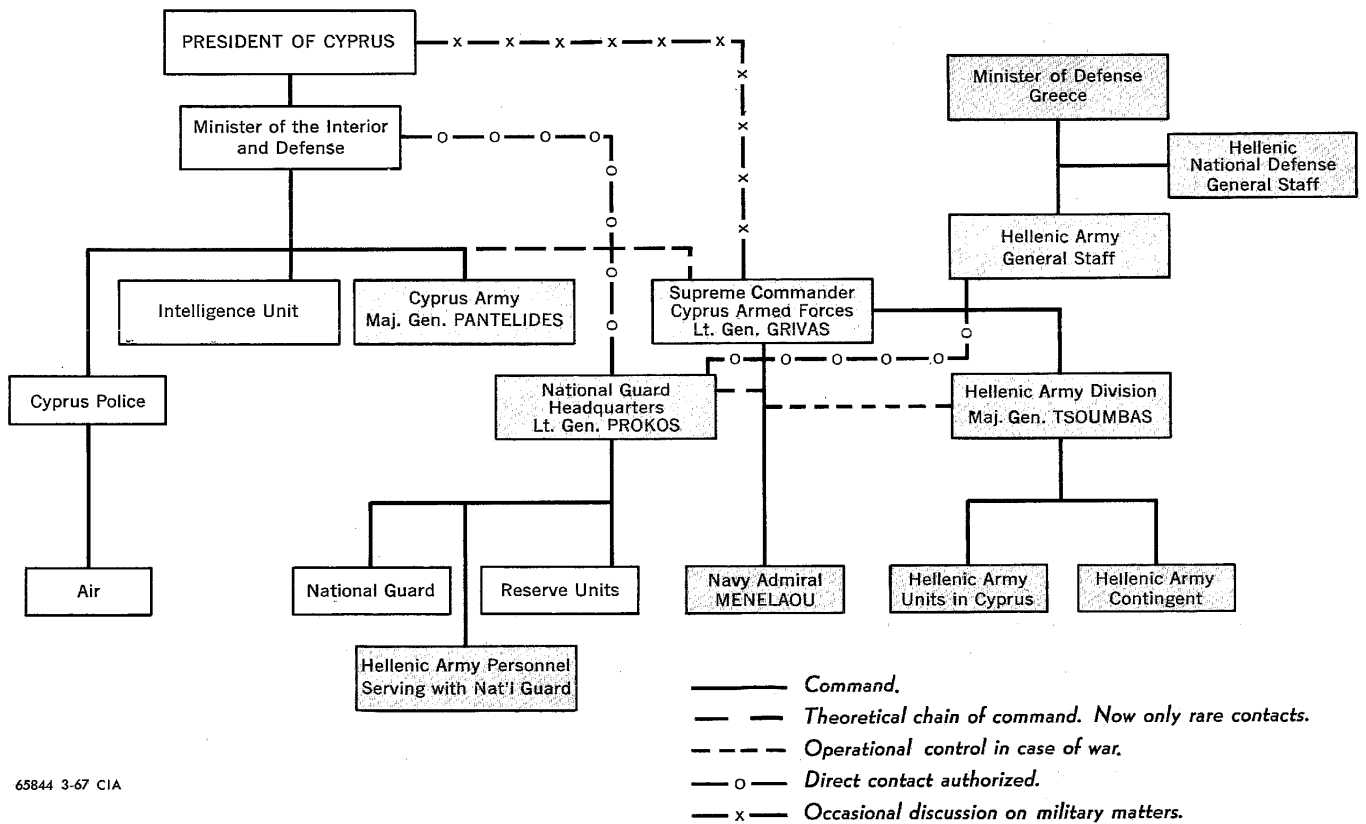 PRESIDENT OF CYPRUS
Minister of the Interior
and Defense
Minister of Defense
Greece
Hellenic
National Defense
General Staff
Hellenic Army
General Staff
Intelligence Unit
Cyprus Army
Maj. Gen. PANTELIDES
Supreme Commander
Cyprus Armed Forces
Lt. Gen. GRIVAS
Cyprus Police
National Guard
Headquarters
Lt. Gen. PROKOS
Hellenic Army Division
Maj. Gen. TSOUMBAS
Air
National Guard
Reserve Units
Navy Admiral
MENELAOU
Hellenic Army
Units in Cyprus
Hellenic Army
Contingent
Hellenic Army Personnel
Serving with Nat'l Guard
Command.
Theoretical chain of command. Now only rare contacts.
Operational control in case of war.
Direct contact authorized.
Occasional discussion on military matters.
65844 3-67 CIA